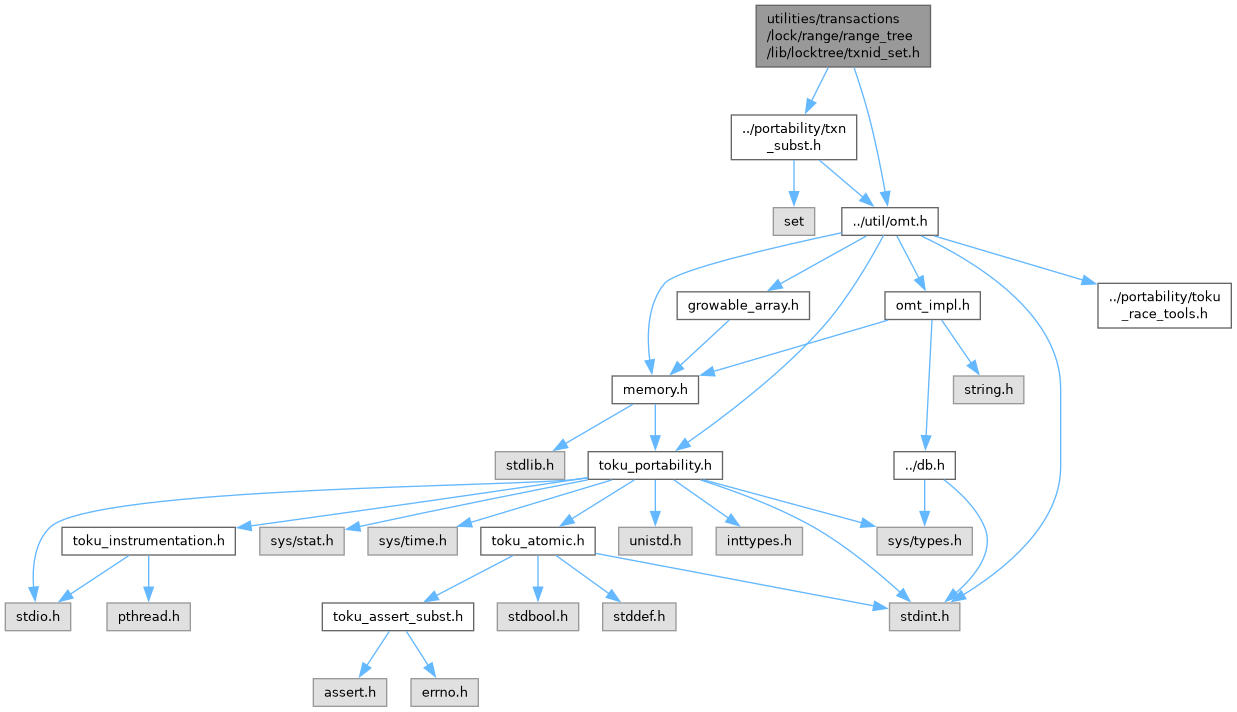 utilities/transactions
/lock/range/range_tree
/lib/locktree/txnid_set.h
../portability/txn
_subst.h
set
../util/omt.h
growable_array.h
omt_impl.h
../portability/toku
_race_tools.h
memory.h
string.h
stdlib.h
toku_portability.h
../db.h
toku_instrumentation.h
sys/stat.h
sys/time.h
toku_atomic.h
unistd.h
inttypes.h
sys/types.h
stdio.h
pthread.h
toku_assert_subst.h
stdbool.h
stddef.h
stdint.h
assert.h
errno.h